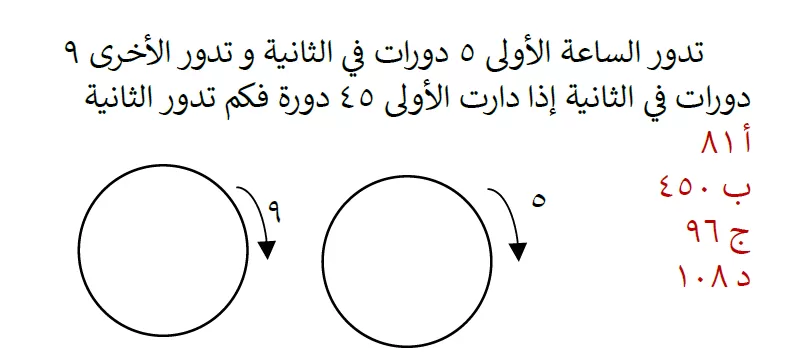 تدور الساعة الأولى ٥ دورات في الثانية و تدور الأخرى ٩
دورات في الثانية إذا دارت الأولى ٤٥ دورة فكم تدور الثانية
أ ٨١
ب ٤٥٠
ج ٩٦
د ١٠٨
٥
٩